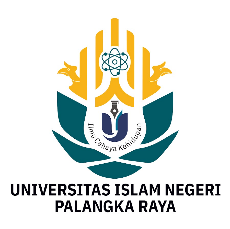 Ilmu Cahaya Kemuliaan
UNIVERSITAS ISLAM NEGERI
PALANGKA RAYA